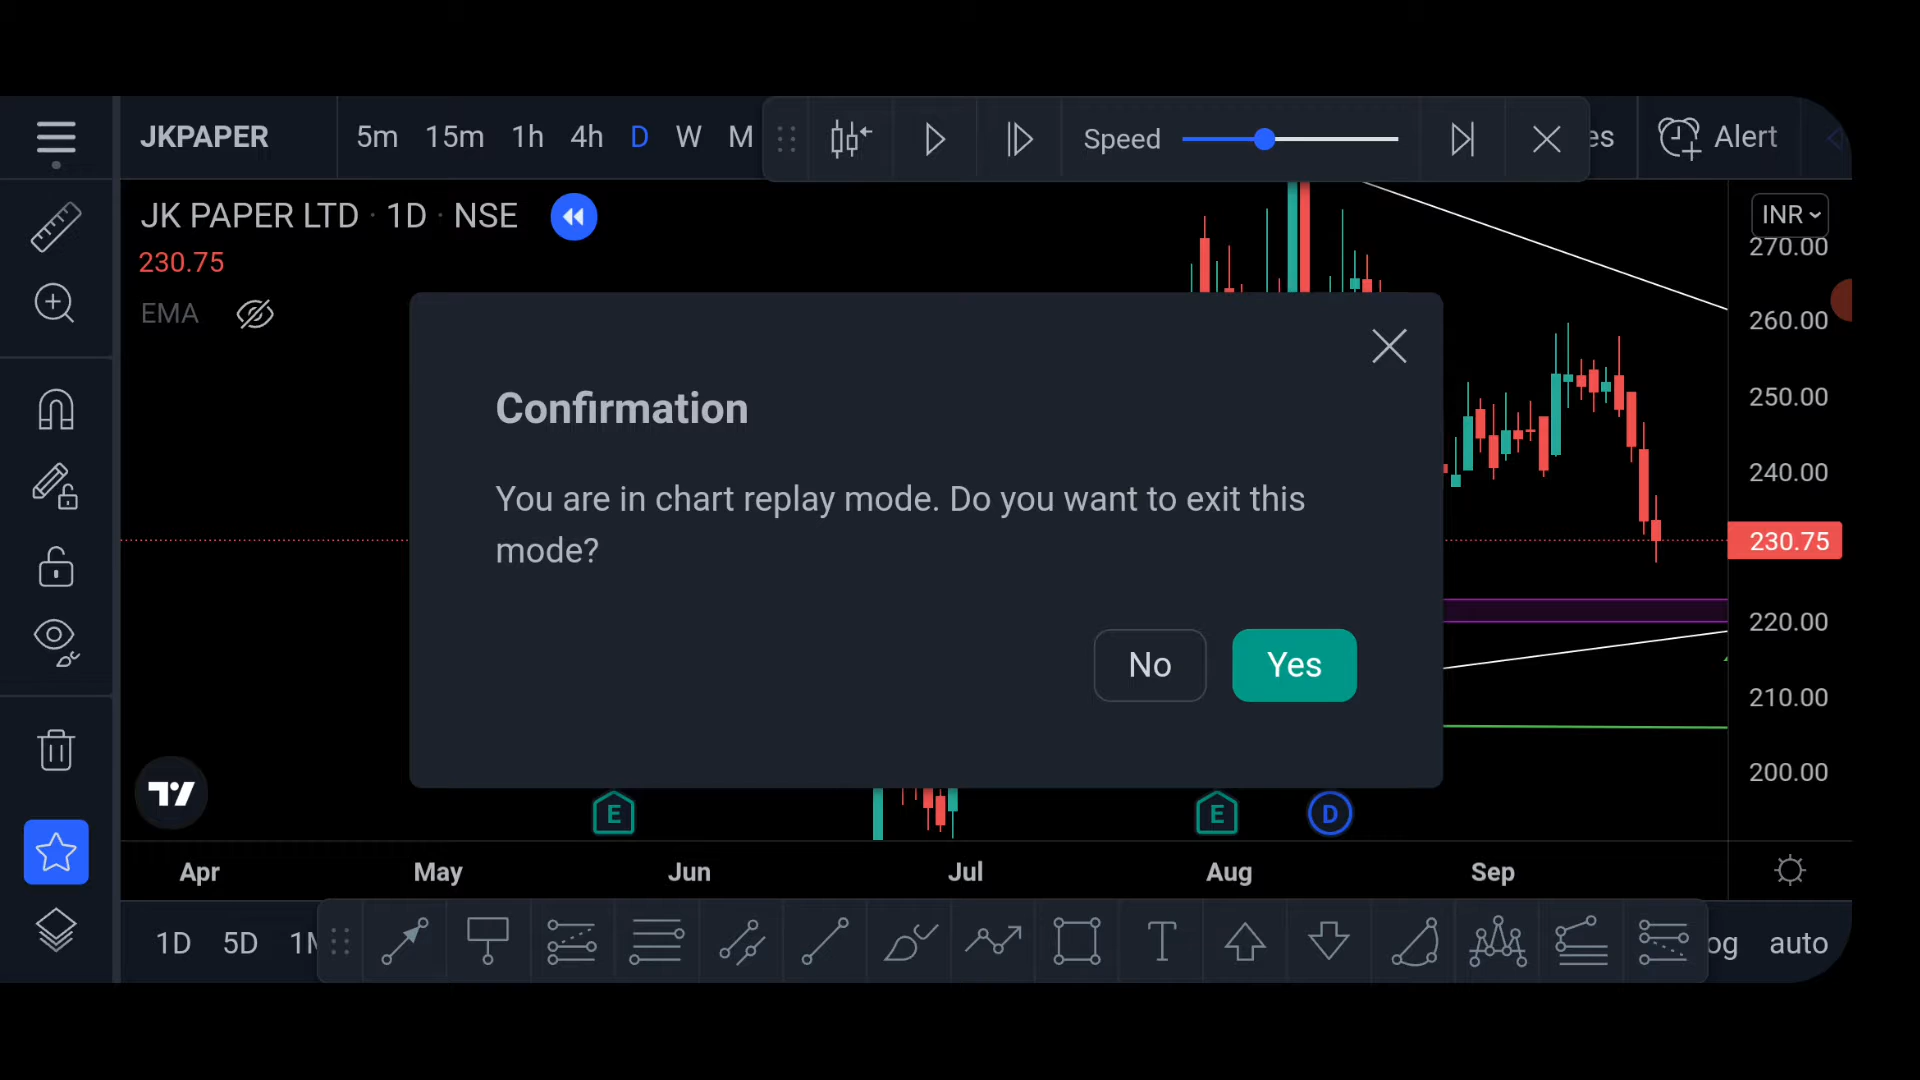 JKPAPER
5m 15m 1h 4h D W M
Speed
es
Alert
JK PAPER LTD · 1D · NSE
230.75
EMA
INR
270.00
260.00
250.00
240.00
230.75
220.00
210.00
200.00
Confirmation
You are in chart replay mode. Do you want to exit this
mode?
No Yes
E E D
Apr May Jun Jul Aug Sep
1D 5D 1M
T
og auto